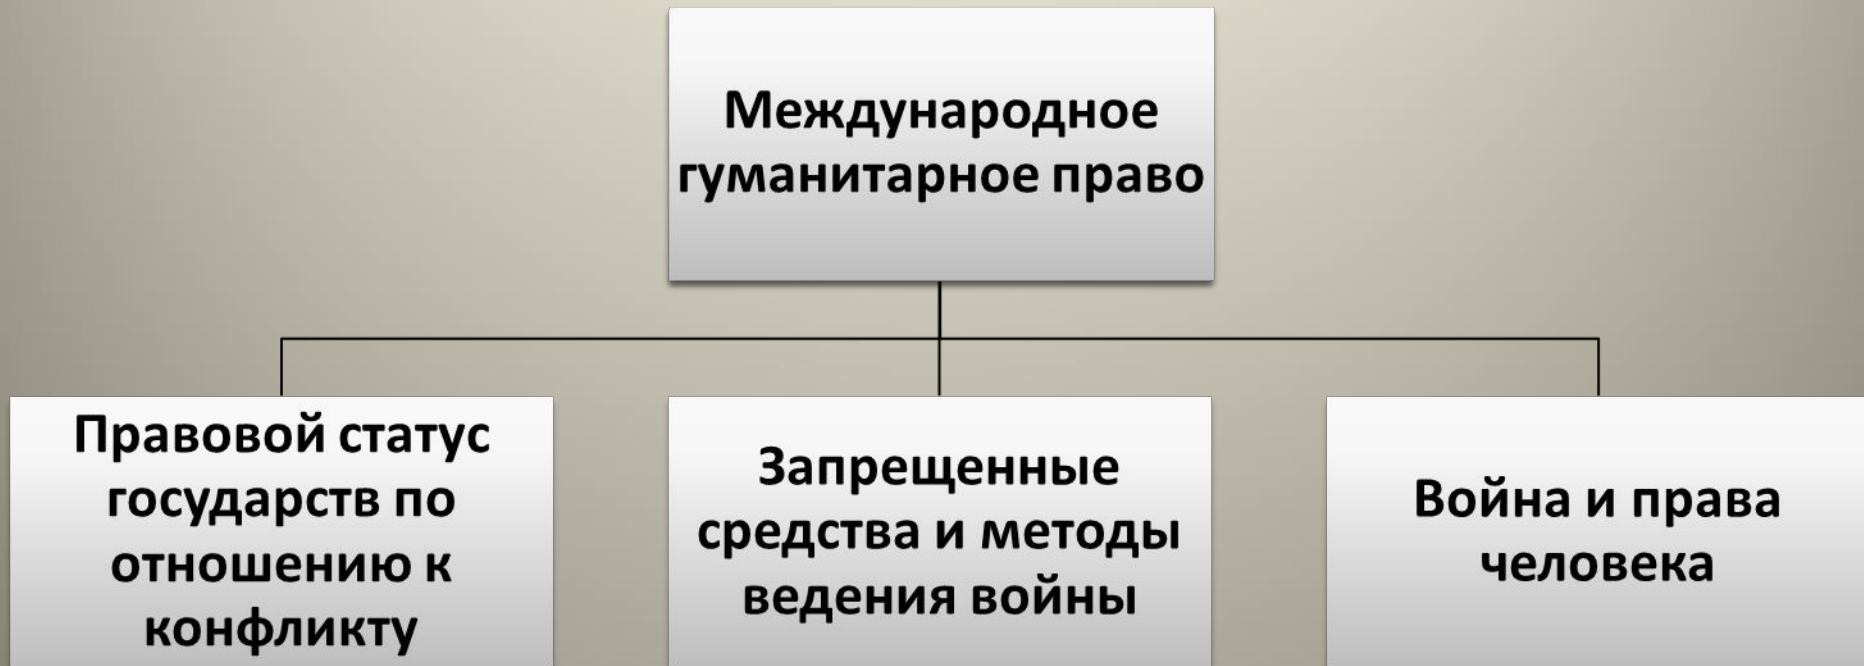 Международное
гуманитарное право
Правовой статус
государств по
отношению к
конфликту
Запрещенные
средства и методы
ведения войны
Война и права
человека